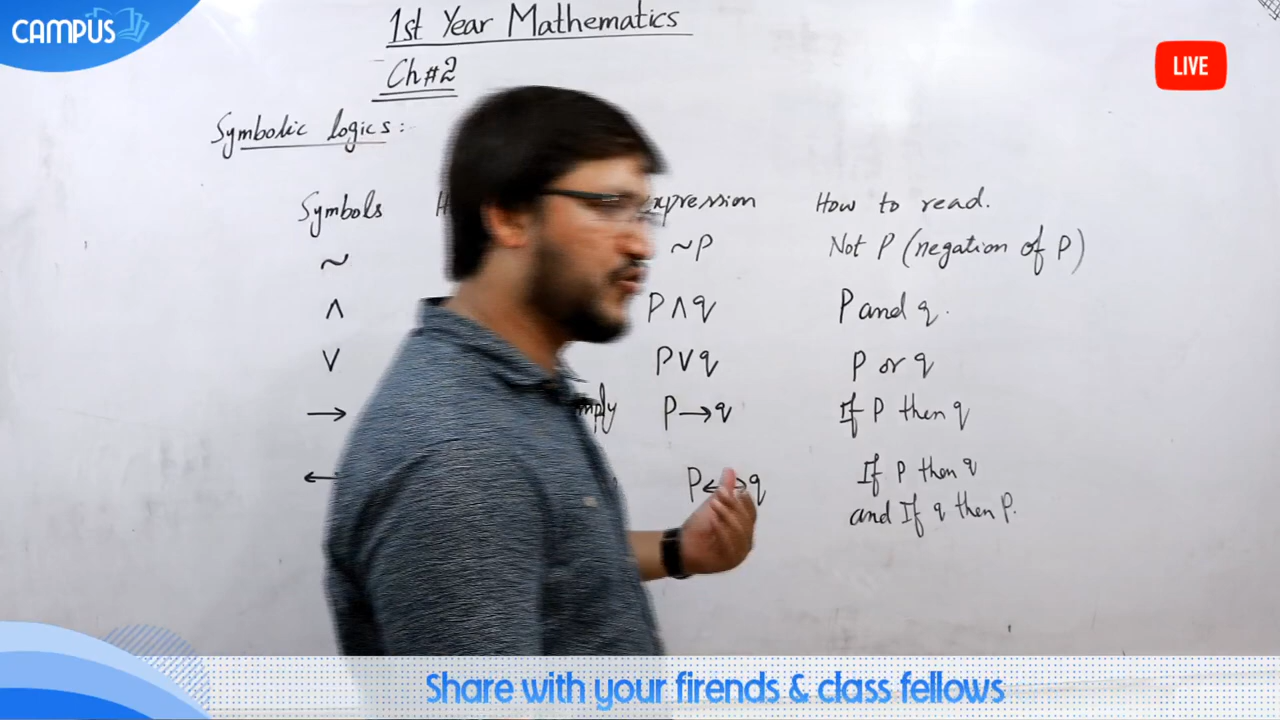 CAMPUS
LIVE
1st Year Mathematics
Ch#2
Symbolic logics:
Symbols xpression How to read.
~ ~P Not P (negation of P)
∧ P∧q P and q.
∨ P∨q P or q
→ P→q If P then q
P↔q If P then q
and If q then P.
Share with your firends & class fellows